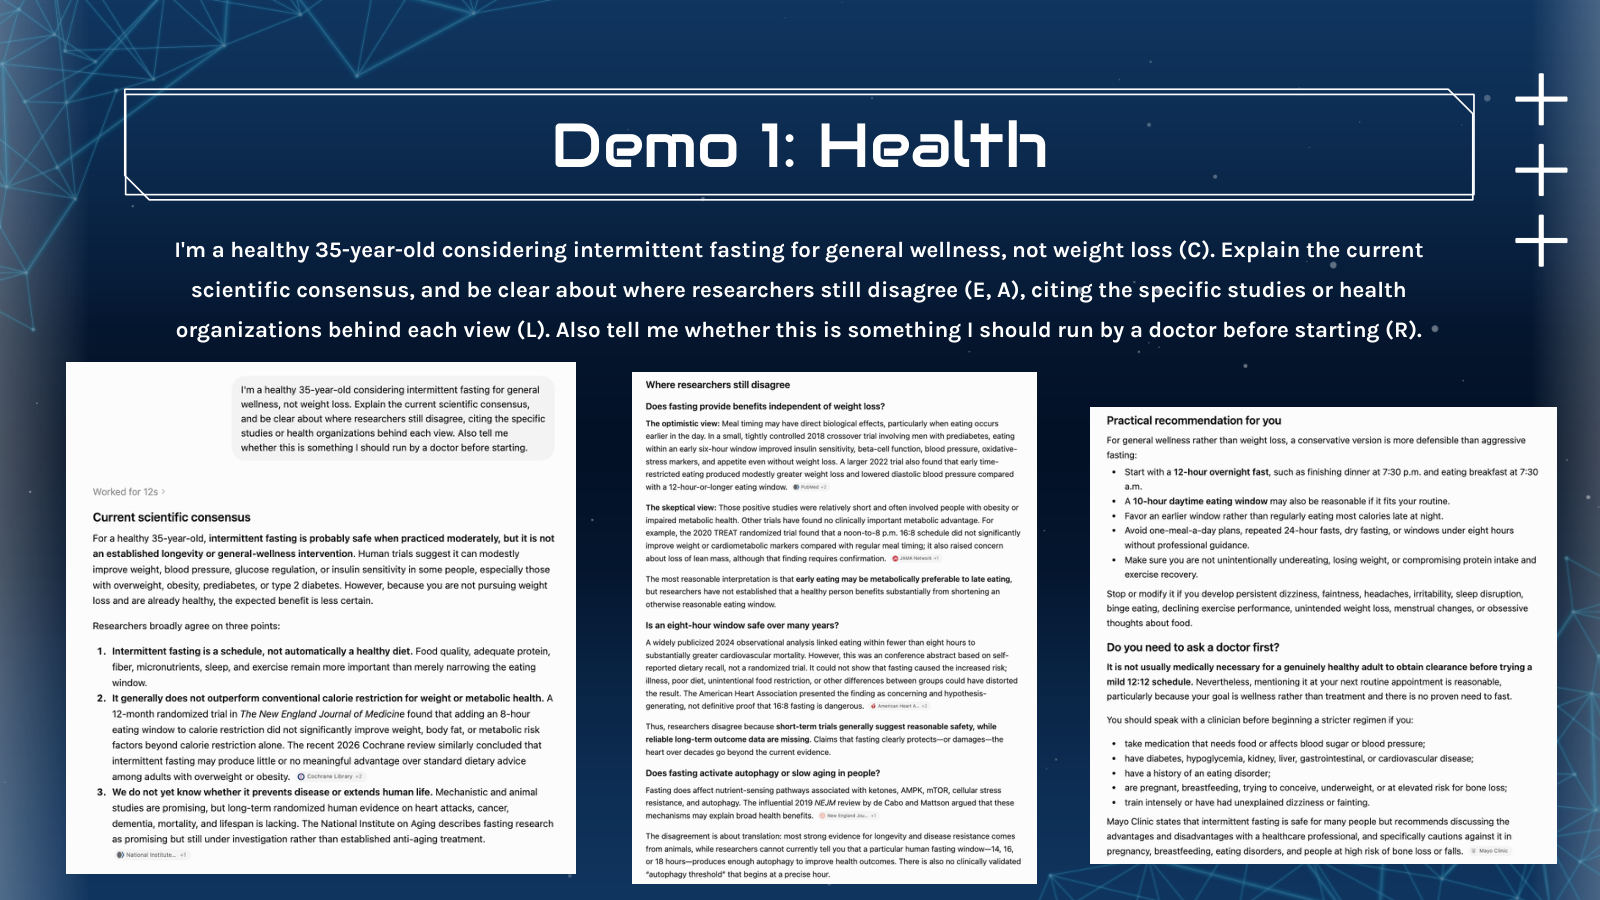 Demo 1: Health
I'm a healthy 35-year-old considering intermittent fasting for general wellness, not weight loss (C). Explain the current
scientific consensus, and be clear about where researchers still disagree (E, A), citing the specific studies or health
organizations behind each view (L). Also tell me whether this is something I should run by a doctor before starting (R).
I'm a healthy 35-year-old considering intermittent fasting for general
wellness, not weight loss. Explain the current scientific consensus,
and be clear about where researchers still disagree, citing the specific
studies or health organizations behind each view. Also tell me
whether this is something I should run by a doctor before starting.
Worked for 12s >
Current scientific consensus
For a healthy 35-year-old, intermittent fasting is probably safe when practiced moderately, but it is not
an established longevity or general-wellness intervention. Human trials suggest it can modestly
improve weight, blood pressure, glucose regulation, or insulin sensitivity in some people, especially those
with overweight, obesity, prediabetes, or type 2 diabetes. However, because you are not pursuing weight
loss and are already healthy, the expected benefit is less certain.
Researchers broadly agree on three points:
1. Intermittent fasting is a schedule, not automatically a healthy diet. Food quality, adequate protein,
fiber, micronutrients, sleep, and exercise remain more important than merely narrowing the eating
window.
2. It generally does not outperform conventional calorie restriction for weight or metabolic health. A
12-month randomized trial in The New England Journal of Medicine found that adding an 8-hour
eating window to calorie restriction did not significantly improve weight, body fat, or metabolic risk
factors beyond calorie restriction alone. The recent 2026 Cochrane review similarly concluded that
intermittent fasting may produce little or no meaningful advantage over standard dietary advice
among adults with overweight or obesity. Cochrane Library +2
3. We do not yet know whether it prevents disease or extends human life. Mechanistic and animal
studies are promising, but long-term randomized human evidence on heart attacks, cancer,
dementia, mortality, and lifespan is lacking. The National Institute on Aging describes fasting research
as promising but still under investigation rather than established anti-aging treatment.
National Institute... +1
Where researchers still disagree
Does fasting provide benefits independent of weight loss?
The optimistic view: Meal timing may have direct biological effects, particularly when eating occurs
earlier in the day. In a small, tightly controlled 2018 crossover trial involving men with prediabetes, eating
within an early six-hour window improved insulin sensitivity, beta-cell function, blood pressure, oxidative-
stress markers, and appetite even without weight loss. A larger 2022 trial also found that early time-
restricted eating produced modestly greater weight loss and lowered diastolic blood pressure compared
with a 12-hour-or-longer eating window. PubMed +2
The skeptical view: Those positive studies were relatively short and often involved people with obesity or
impaired metabolic health. Other trials have found no clinically important metabolic advantage. For
example, the 2020 TREAT randomized trial found that a noon-to-8 p.m. 16:8 schedule did not significantly
improve weight or cardiometabolic markers compared with regular meal timing; it also raised concern
about loss of lean mass, although that finding requires confirmation. JAMA Network +1
The most reasonable interpretation is that early eating may be metabolically preferable to late eating,
but researchers have not established that a healthy person benefits substantially from shortening an
otherwise reasonable eating window.
Is an eight-hour window safe over many years?
A widely publicized 2024 observational analysis linked eating within fewer than eight hours to
substantially greater cardiovascular mortality. However, this was an conference abstract based on self-
reported dietary recall, not a randomized trial. It could not show that fasting caused the increased risk;
illness, poor diet, unintentional food restriction, or other differences between groups could have distorted
the result. The American Heart Association presented the finding as concerning and hypothesis-
generating, not definitive proof that 16:8 fasting is dangerous. American Heart A... +2
Thus, researchers disagree because short-term trials generally suggest reasonable safety, while
reliable long-term outcome data are missing. Claims that fasting clearly protects—or damages—the
heart over decades go beyond the current evidence.
Does fasting activate autophagy or slow aging in people?
Fasting does affect nutrient-sensing pathways associated with ketones, AMPK, mTOR, cellular stress
resistance, and autophagy. The influential 2019 NEJM review by de Cabo and Mattson argued that these
mechanisms may explain broad health benefits. New England Jou... +1
The disagreement is about translation: most strong evidence for longevity and disease resistance comes
from animals, while researchers cannot currently tell you that a particular human fasting window—14, 16,
or 18 hours—produces enough autophagy to improve health outcomes. There is also no clinically validated
“autophagy threshold” that begins at a precise hour.
Practical recommendation for you
For general wellness rather than weight loss, a conservative version is more defensible than aggressive
fasting:
• Start with a 12-hour overnight fast, such as finishing dinner at 7:30 p.m. and eating breakfast at 7:30
a.m.
• A 10-hour daytime eating window may also be reasonable if it fits your routine.
• Favor an earlier window rather than regularly eating most calories late at night.
• Avoid one-meal-a-day plans, repeated 24-hour fasts, dry fasting, or windows under eight hours
without professional guidance.
• Make sure you are not unintentionally undereating, losing weight, or compromising protein intake and
exercise recovery.
Stop or modify it if you develop persistent dizziness, faintness, headaches, irritability, sleep disruption,
binge eating, declining exercise performance, unintended weight loss, menstrual changes, or obsessive
thoughts about food.
Do you need to ask a doctor first?
It is not usually medically necessary for a genuinely healthy adult to obtain clearance before trying a
mild 12:12 schedule. Nevertheless, mentioning it at your next routine appointment is reasonable,
particularly because your goal is wellness rather than treatment and there is no proven need to fast.
You should speak with a clinician before beginning a stricter regimen if you:
• take medication that needs food or affects blood sugar or blood pressure;
• have diabetes, hypoglycemia, kidney, liver, gastrointestinal, or cardiovascular disease;
• have a history of an eating disorder;
• are pregnant, breastfeeding, trying to conceive, underweight, or at elevated risk for bone loss;
• train intensely or have had unexplained dizziness or fainting.
Mayo Clinic states that intermittent fasting is safe for many people but recommends discussing the
advantages and disadvantages with a healthcare professional, and specifically cautions against it in
pregnancy, breastfeeding, eating disorders, and people at high risk of bone loss or falls. Mayo Clinic